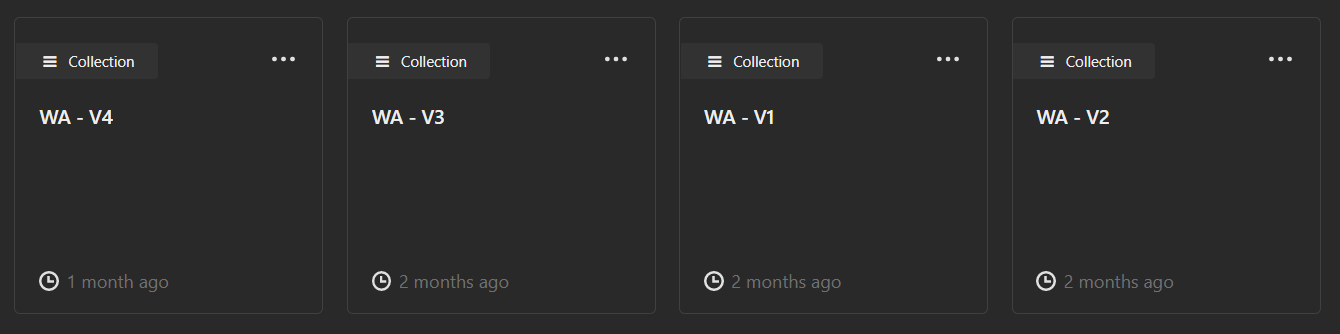 Collection
WA - V4
1 month ago
Collection
WA - V3
2 months ago
Collection
WA - V1
2 months ago
Collection
WA - V2
2 months ago